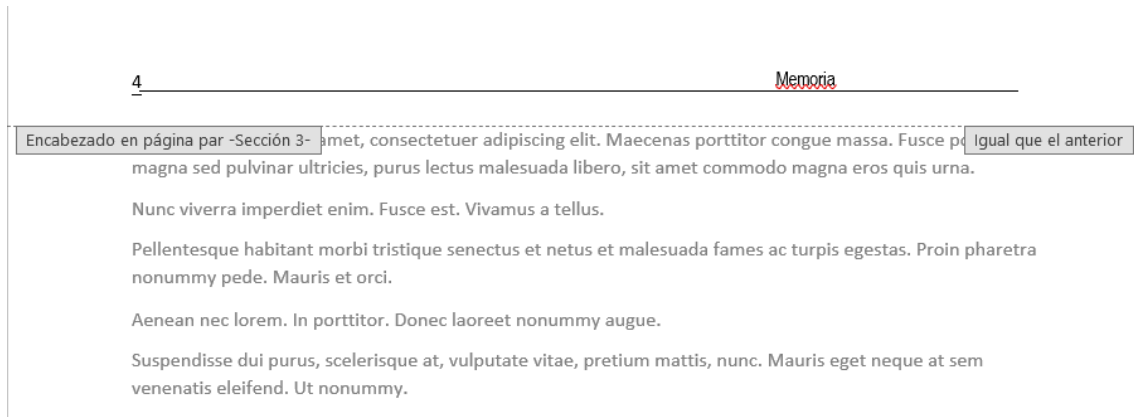 4 Memoria
Encabezado en página par -Sección 3- amet, consectetuer adipiscing elit. Maecenas porttitor congue massa. Fusce Igual que el anterior
magna sed pulvinar ultricies, purus lectus malesuada libero, sit amet commodo magna eros quis urna.
Nunc viverra imperdiet enim. Fusce est. Vivamus a tellus.
Pellentesque habitant morbi tristique senectus et netus et malesuada fames ac turpis egestas. Proin pharetra
nonummy pede. Mauris et orci.
Aenean nec lorem. In porttitor. Donec laoreet nonummy augue.
Suspendisse dui purus, scelerisque at, vulputate vitae, pretium mattis, nunc. Mauris eget neque at sem
venenatis eleifend. Ut nonummy.